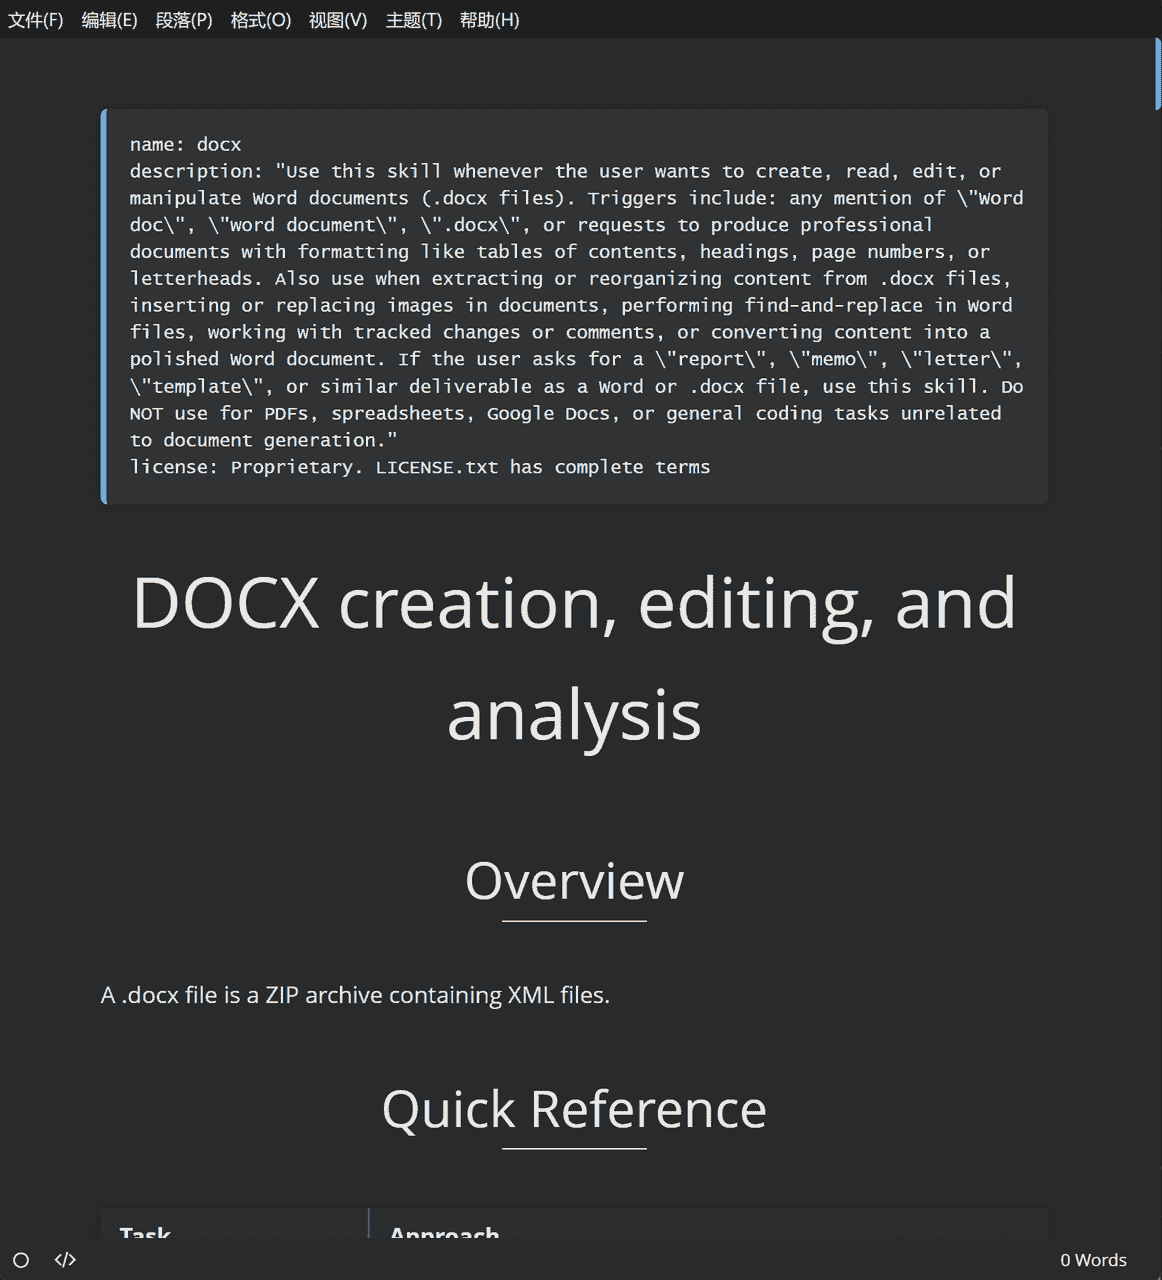 文件(F) 编辑(E) 段落(P) 格式(O) 视图(V) 主题(T) 帮助(H)
name: docx
description: "Use this skill whenever the user wants to create, read, edit, or
manipulate Word documents (.docx files). Triggers include: any mention of \"Word
doc\", \"word document\", \".docx\", or requests to produce professional
documents with formatting like tables of contents, headings, page numbers, or
letterheads. Also use when extracting or reorganizing content from .docx files,
inserting or replacing images in documents, performing find-and-replace in Word
files, working with tracked changes or comments, or converting content into a
polished Word document. If the user asks for a \"report\", \"memo\", \"letter\",
\"template\", or similar deliverable as a Word or .docx file, use this skill. Do
NOT use for PDFs, spreadsheets, Google Docs, or general coding tasks unrelated
to document generation."
license: Proprietary. LICENSE.txt has complete terms
DOCX creation, editing, and
analysis
Overview
A .docx file is a ZIP archive containing XML files.
Quick Reference
Task Approach
</> 0 Words